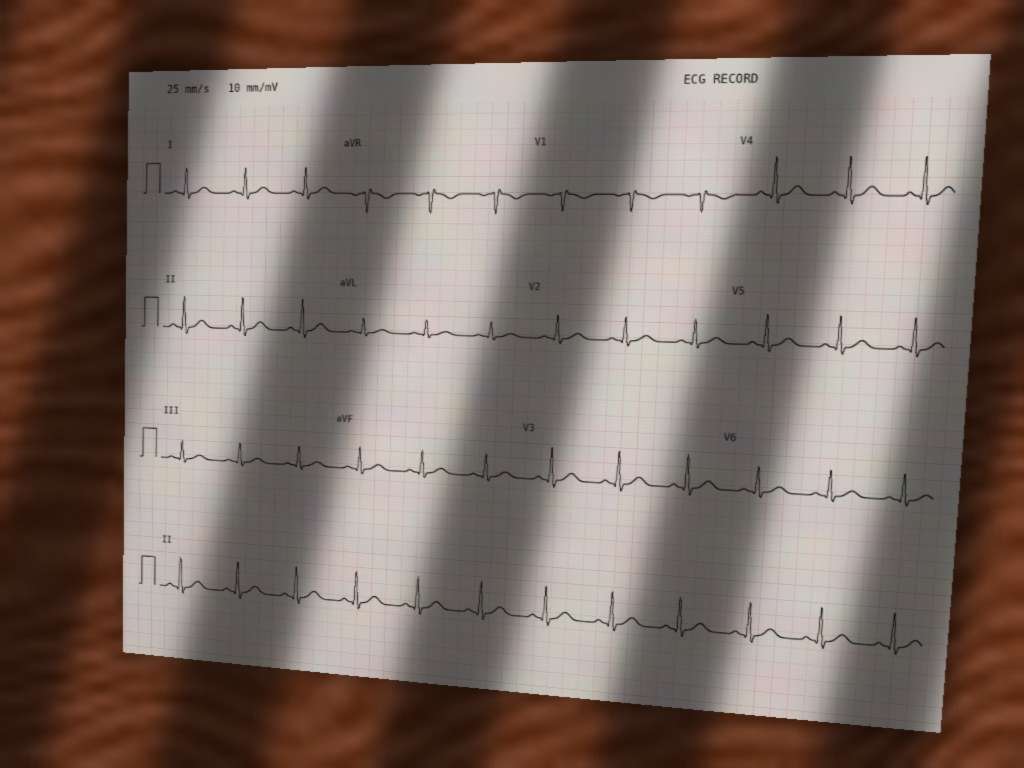 25 mm/s 10 mm/mV ECG RECORD
I aVR V1 V4
II aVL V2 V5
III aVF V3 V6
II